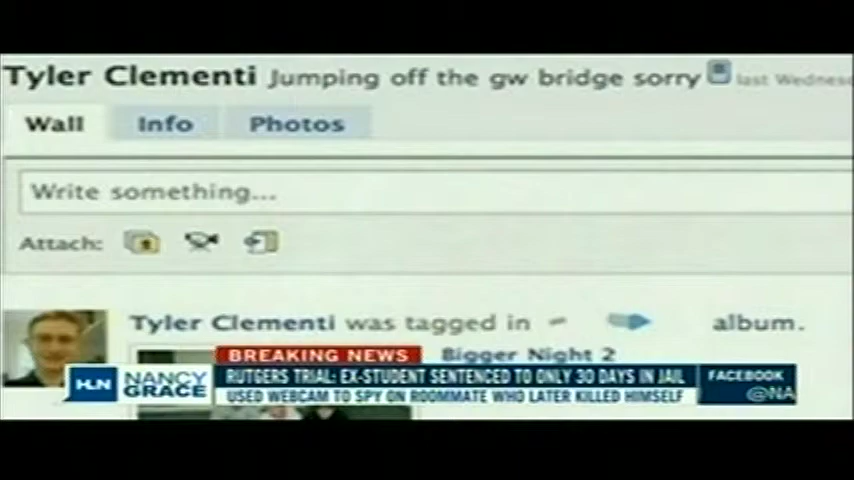 Tyler Clementi Jumping off the gw bridge sorry last Wednes
Wall Info Photos
Write something...
Attach:
Tyler Clementi was tagged in album.
Bigger Night 2
BREAKING NEWS
HLN NANCY GRACE
RUTGERS TRIAL: EX-STUDENT SENTENCED TO ONLY 30 DAYS IN JAIL
USED WEBCAM TO SPY ON ROOMMATE WHO LATER KILLED HIMSELF
FACEBOOK
@NA